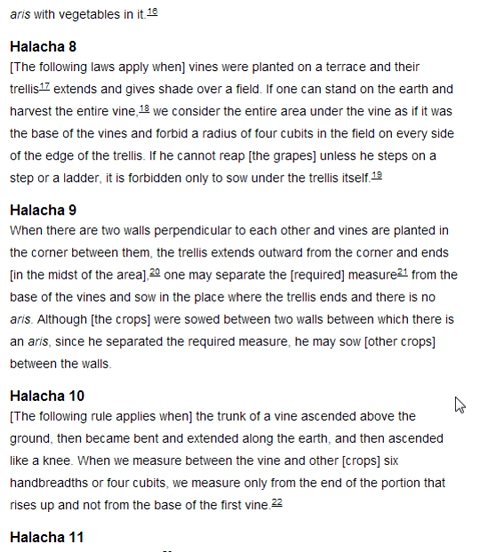 aris with vegetables in it.16
Halacha 8
[The following laws apply when] vines were planted on a terrace and their
trellis17 extends and gives shade over a field. If one can stand on the earth and
harvest the entire vine,18 we consider the entire area under the vine as if it was
the base of the vines and forbid a radius of four cubits in the field on every side
of the edge of the trellis. If he cannot reap [the grapes] unless he steps on a
step or a ladder, it is forbidden only to sow under the trellis itself.19
Halacha 9
When there are two walls perpendicular to each other and vines are planted in
the corner between them, the trellis extends outward from the corner and ends
[in the midst of the area],20 one may separate the [required] measure21 from the
base of the vines and sow in the place where the trellis ends and there is no
aris. Although [the crops] were sowed between two walls between which there is
an aris, since he separated the required measure, he may sow [other crops]
between the walls.
Halacha 10
[The following rule applies when] the trunk of a vine ascended above the
ground, then became bent and extended along the earth, and then ascended
like a knee. When we measure between the vine and other [crops] six
handbreadths or four cubits, we measure only from the end of the portion that
rises up and not from the base of the first vine.22
Halacha 11